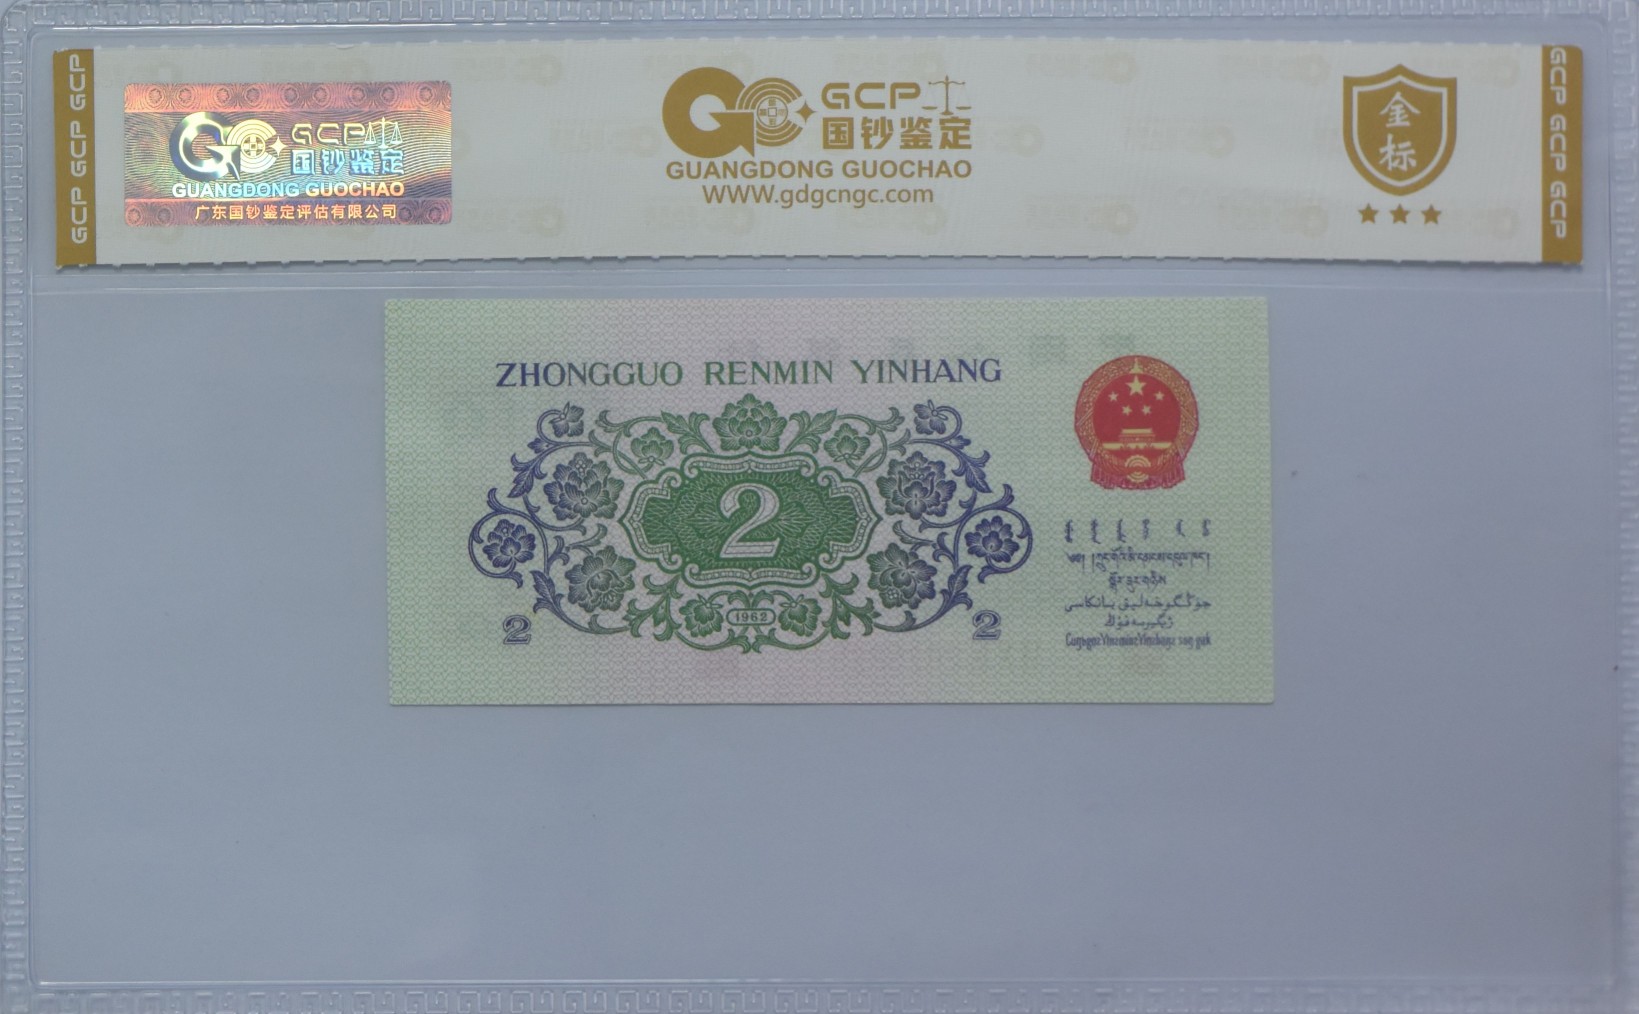 GCP GCP GCP
GCP 国钞鉴定
GUANGDONG GUOCHAO
广东国钞鉴定评估有限公司
GCP
国钞鉴定
GUANGDONG GUOCHAO
WWW.gdgcngc.com
金标
GCP GCP GCP
ZHONGGUO RENMIN YINHANG
2
1962
2
2